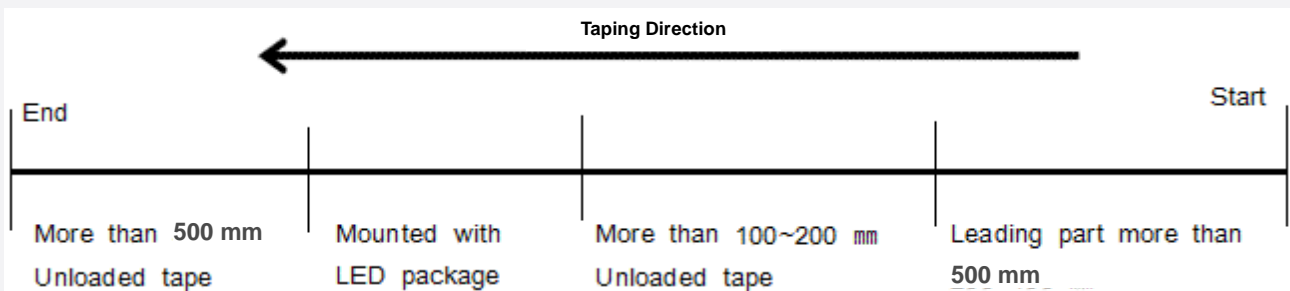 Taping Direction
End
Start
More than 500 mm
Unloaded tape
Mounted with
LED package
More than 100~200 mm
Unloaded tape
Leading part more than
500 mm